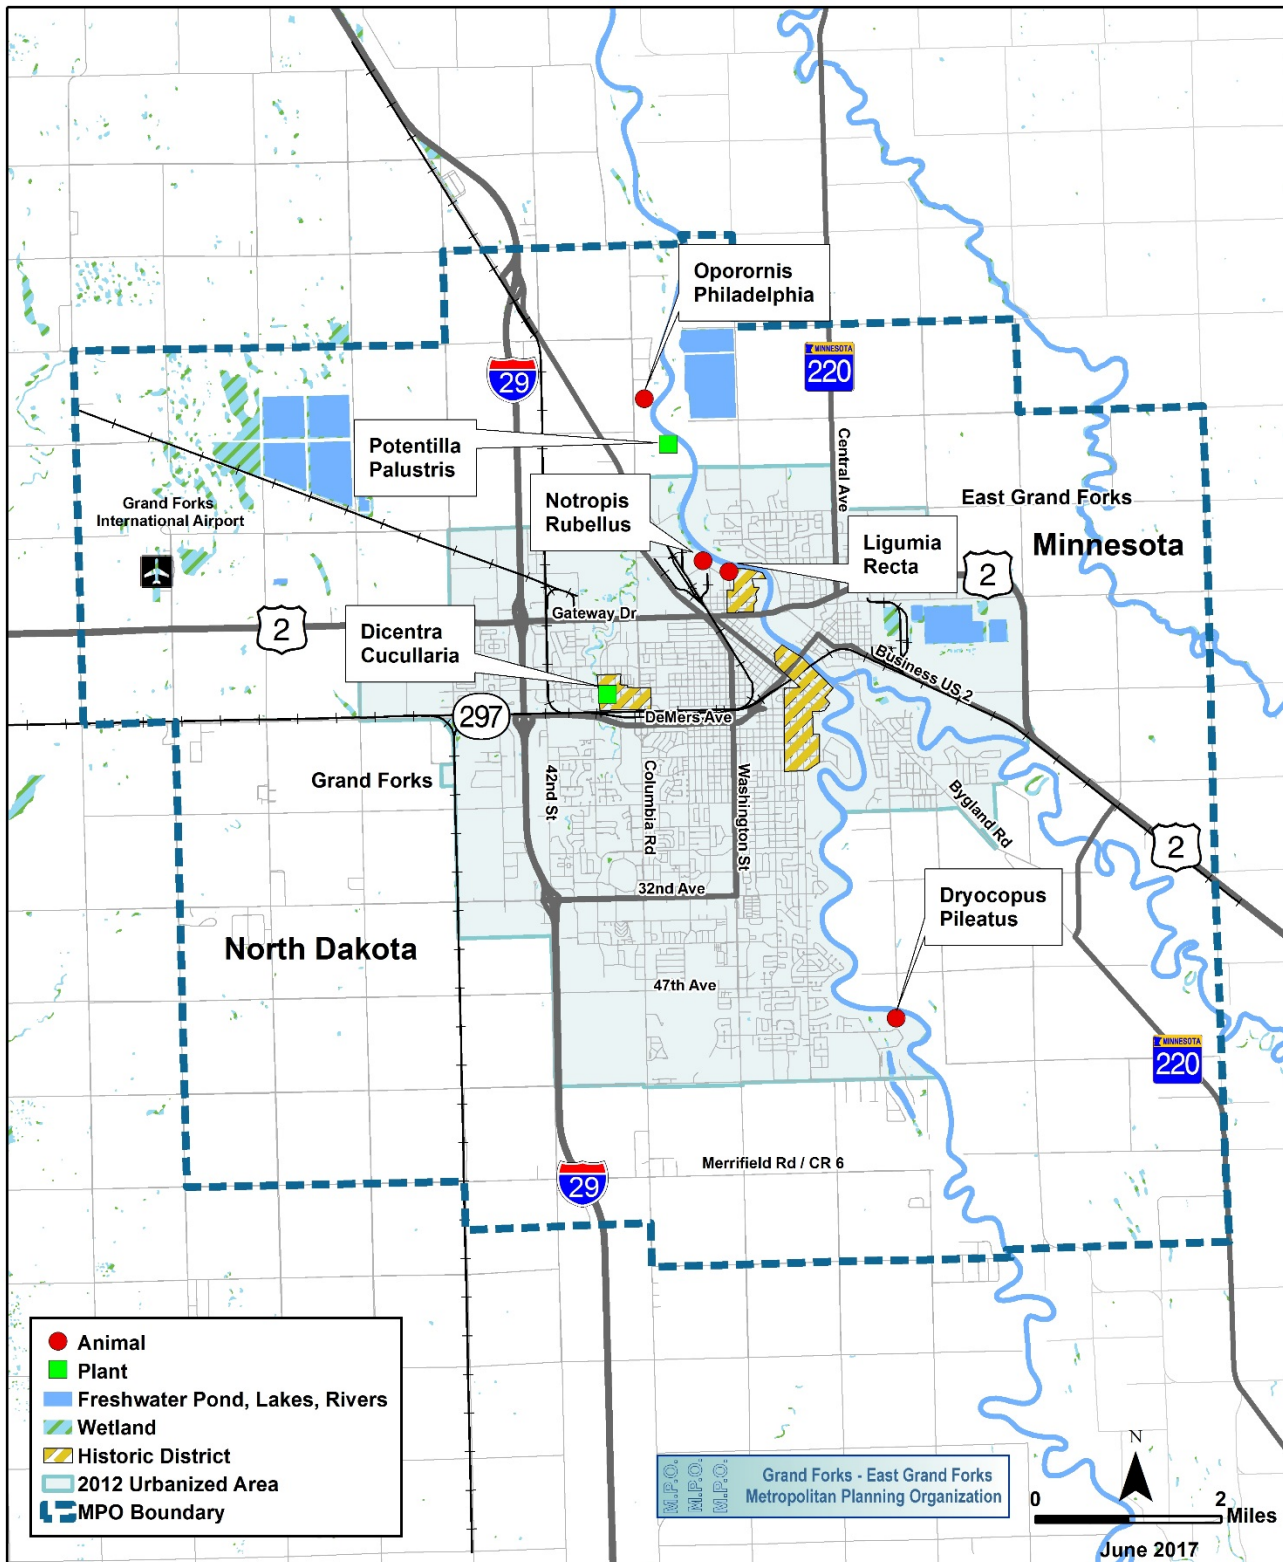 Oporornis
Philadelphia
29
MINNESOTA
220
Potentilla
Palustris
Central Ave
Notropis
Rubellus
East Grand Forks
Grand Forks
International Airport
Ligumia
Recta
Minnesota
2
Gateway Dr
2
Dicentra
Cucullaria
Business US 2
297
DeMers Ave
Grand Forks
42nd St
Columbia Rd
Washington St
Bygland Rd
2
32nd Ave
Dryocopus
Pileatus
North Dakota
47th Ave
MINNESOTA
220
Merrifield Rd / CR 6
29
Animal
Plant
Freshwater Pond, Lakes, Rivers
Wetland
Historic District
2012 Urbanized Area
MPO Boundary
M.P.O.
M.P.O.
M.P.O.
Grand Forks - East Grand Forks
Metropolitan Planning Organization
N
0 2
Miles
June 2017